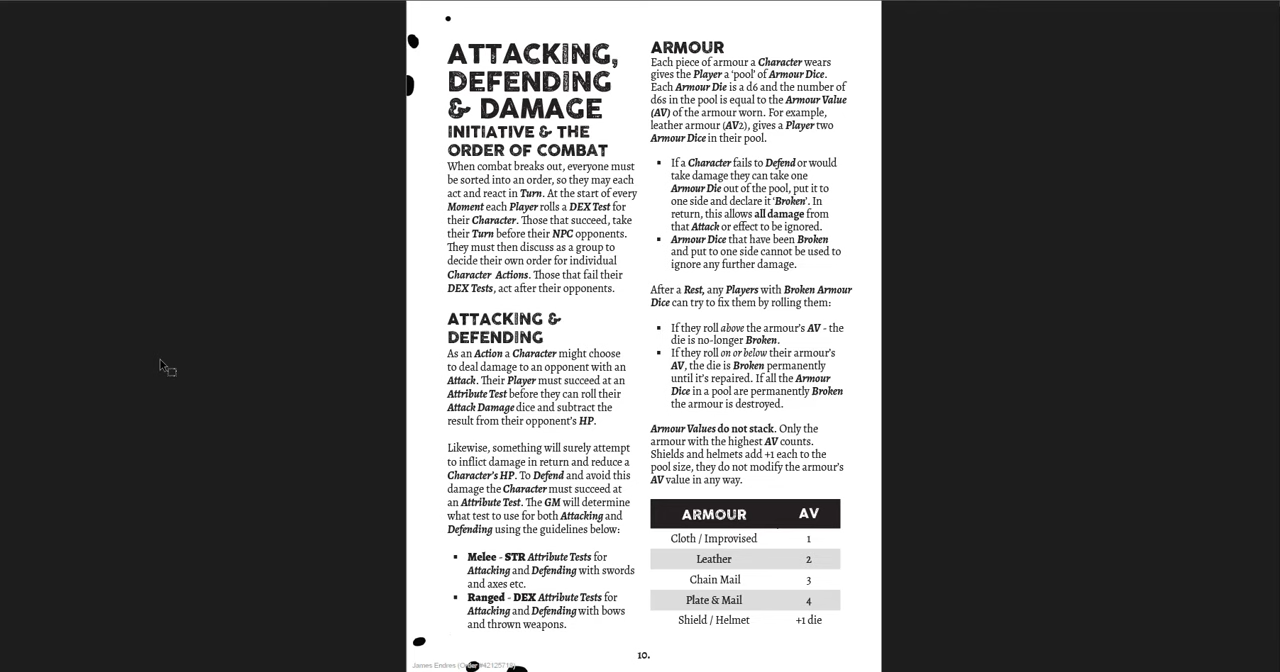 ATTACKING,
DEFENDING
& DAMAGE
INITIATIVE & THE
ORDER OF COMBAT
When combat breaks out, everyone must
be sorted into an order, so they may each
act and react in Turn. At the start of every
Moment each Player rolls a DEX Test for
their Character. Those that succeed, take
their Turn before their NPC opponents.
They must then discuss as a group to
decide their own order for individual
Character Actions. Those that fail their
DEX Tests, act after their opponents.
ATTACKING &
DEFENDING
As an Action a Character might choose
to deal damage to an opponent with an
Attack. Their Player must succeed at an
Attribute Test before they can roll their
Attack Damage dice and subtract the
result from their opponent's HP.
Likewise, something will surely attempt
to inflict damage in return and reduce a
Character's HP. To Defend and avoid this
damage the Character must succeed at
an Attribute Test. The GM will determine
what test to use for both Attacking and
Defending using the guidelines below:
▪ Melee - STR Attribute Tests for
Attacking and Defending with swords
and axes etc.
▪ Ranged - DEX Attribute Tests for
Attacking and Defending with bows
and thrown weapons.
ARMOUR
Each piece of armour a Character wears
gives the Player a 'pool' of Armour Dice.
Each Armour Die is a d6 and the number of
d6s in the pool is equal to the Armour Value
(AV) of the armour worn. For example,
leather armour (AV2), gives a Player two
Armour Dice in their pool.
▪ If a Character fails to Defend or would
take damage they can take one
Armour Die out of the pool, put it to
one side and declare it 'Broken'. In
return, this allows all damage from
that Attack or effect to be ignored.
▪ Armour Dice that have been Broken
and put to one side cannot be used to
ignore any further damage.
After a Rest, any Players with Broken Armour
Dice can try to fix them by rolling them:
▪ If they roll above the armour's AV - the
die is no-longer Broken.
▪ If they roll on or below their armour's
AV, the die is Broken permanently
until it's repaired. If all the Armour
Dice in a pool are permanently Broken
the armour is destroyed.
Armour Values do not stack. Only the
armour with the highest AV counts.
Shields and helmets add +1 each to the
pool size, they do not modify the armour's
AV value in any way.
ARMOUR AV
Cloth / Improvised 1
Leather 2
Chain Mail 3
Plate & Mail 4
Shield / Helmet +1 die
10.
James Endres (Order #42125716)